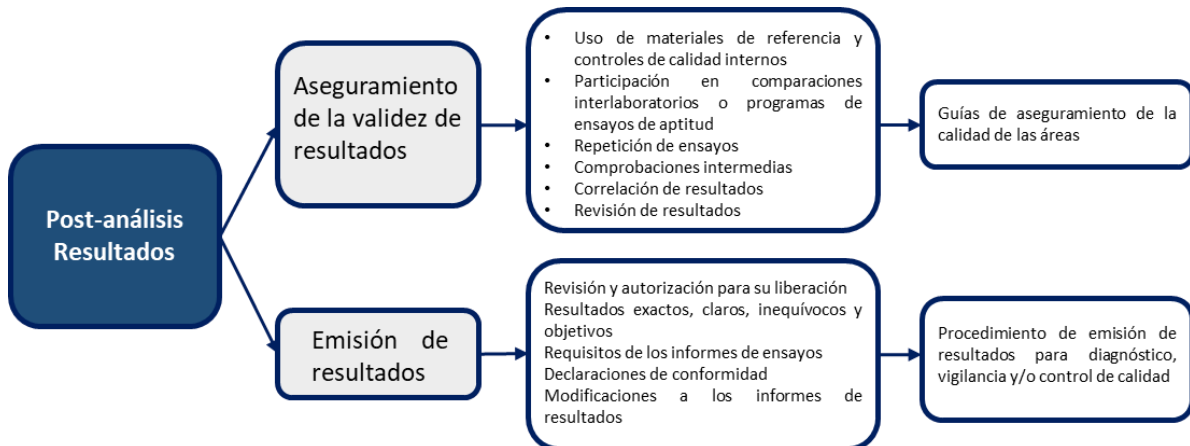 Post-análisis
Resultados
Aseguramiento
de la validez de
resultados
• Uso de materiales de referencia y
controles de calidad internos
• Participación en comparaciones
interlaboratorios o programas de
ensayos de aptitud
• Repetición de ensayos
• Comprobaciones intermedias
• Correlación de resultados
• Revisión de resultados
Guías de aseguramiento de la
calidad de las áreas
Emisión de
resultados
Revisión y autorización para su liberación
Resultados exactos, claros, inequívocos y
objetivos
Requisitos de los informes de ensayos
Declaraciones de conformidad
Modificaciones a los informes de
resultados
Procedimiento de emisión de
resultados para diagnóstico,
vigilancia y/o control de calidad